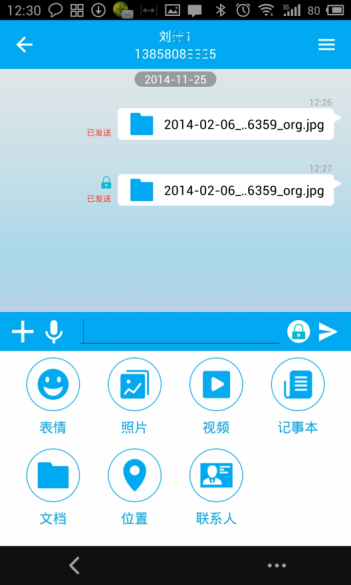 12:30
80
刘
2014-11-25
12:26
2014-02-06_..6359_org.jpg
已发送
12:27
2014-02-06_..6359_org.jpg
已发送
表情
照片
视频
记事本
文档
位置
联系人